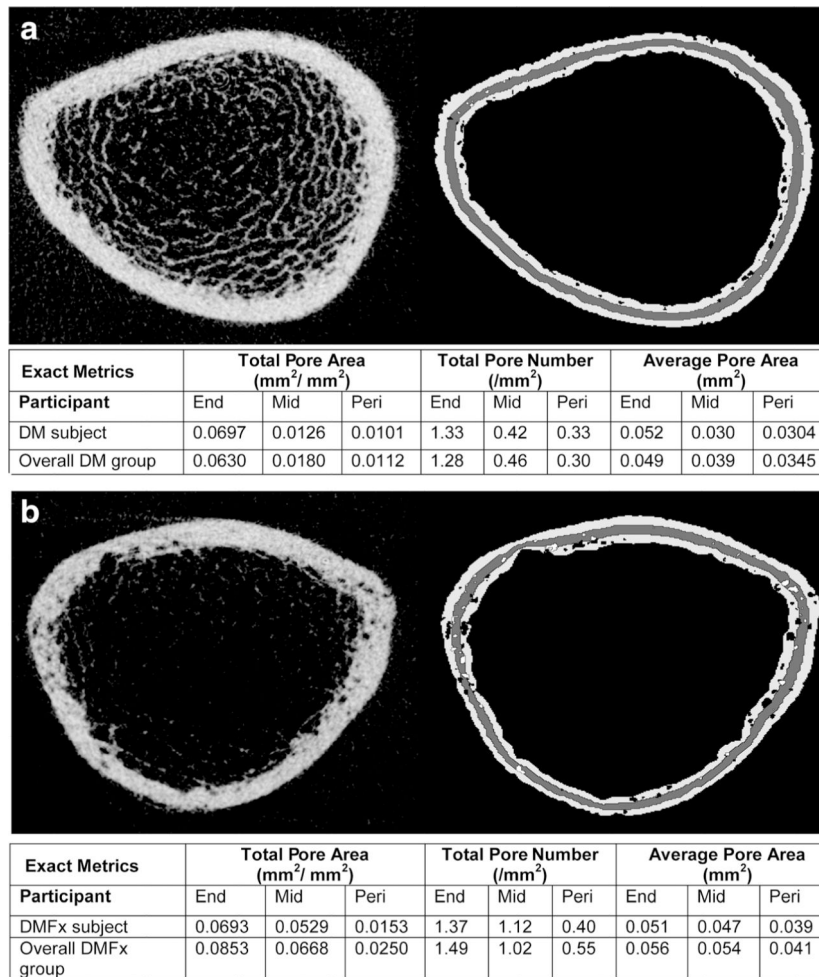 a
Exact Metrics Total Pore Area (mm²/ mm²) Total Pore Number (/mm²) Average Pore Area (mm²)
Participant End Mid Peri End Mid Peri End Mid Peri
DM subject 0.0697 0.0126 0.0101 1.33 0.42 0.33 0.052 0.030 0.0304
Overall DM group 0.0630 0.0180 0.0112 1.28 0.46 0.30 0.049 0.039 0.0345
b
Exact Metrics Total Pore Area (mm²/ mm²) Total Pore Number (/mm²) Average Pore Area (mm²)
Participant End Mid Peri End Mid Peri End Mid Peri
DMFx subject 0.0693 0.0529 0.0153 1.37 1.12 0.40 0.051 0.047 0.039
Overall DMFx group 0.0853 0.0668 0.0250 1.49 1.02 0.55 0.056 0.054 0.041